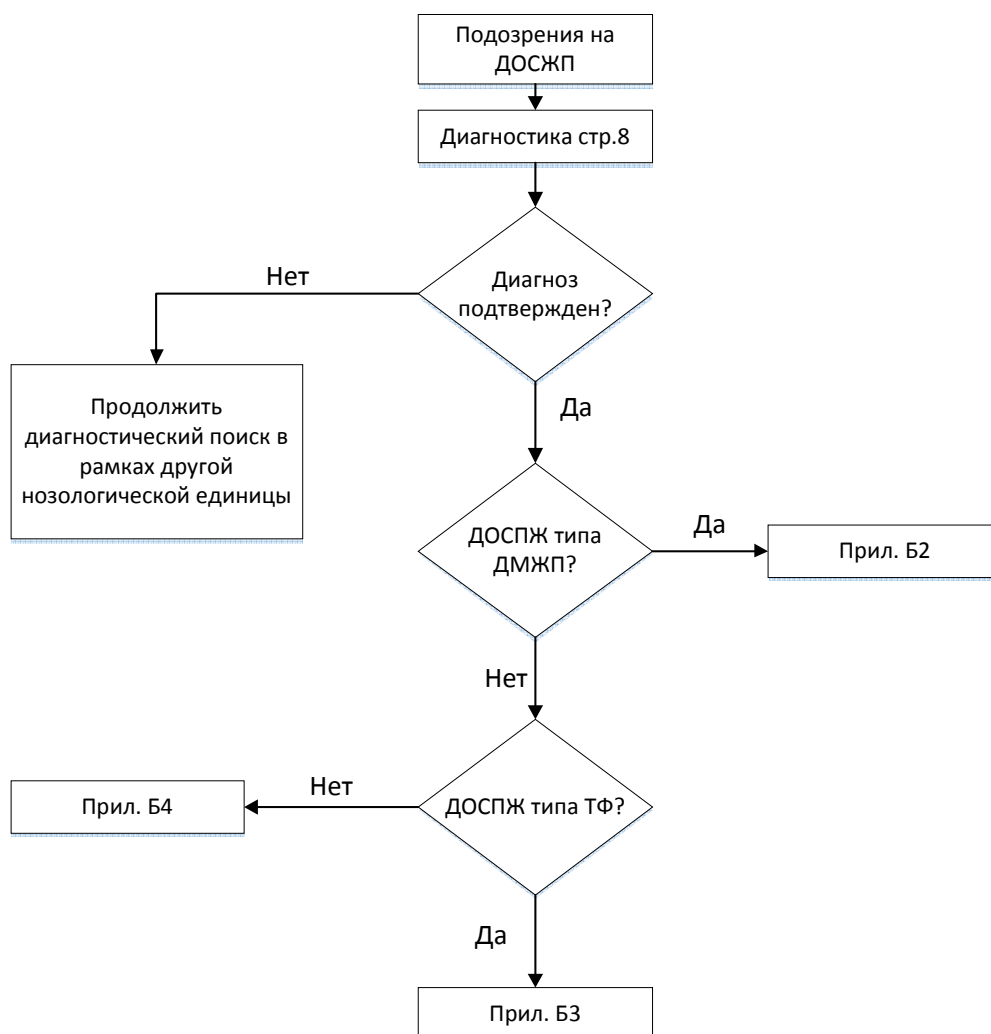 Подозрения на
ДОСЖП
Диагностика стр.8
Диагноз
подтвержден?
Нет
Продолжить
диагностический поиск в
рамках другой
нозологической единицы
Да
ДОСПЖ типа
ДМЖП?
Да
Прил. Б2
Нет
ДОСПЖ типа ТФ?
Нет
Прил. Б4
Да
Прил. Б3